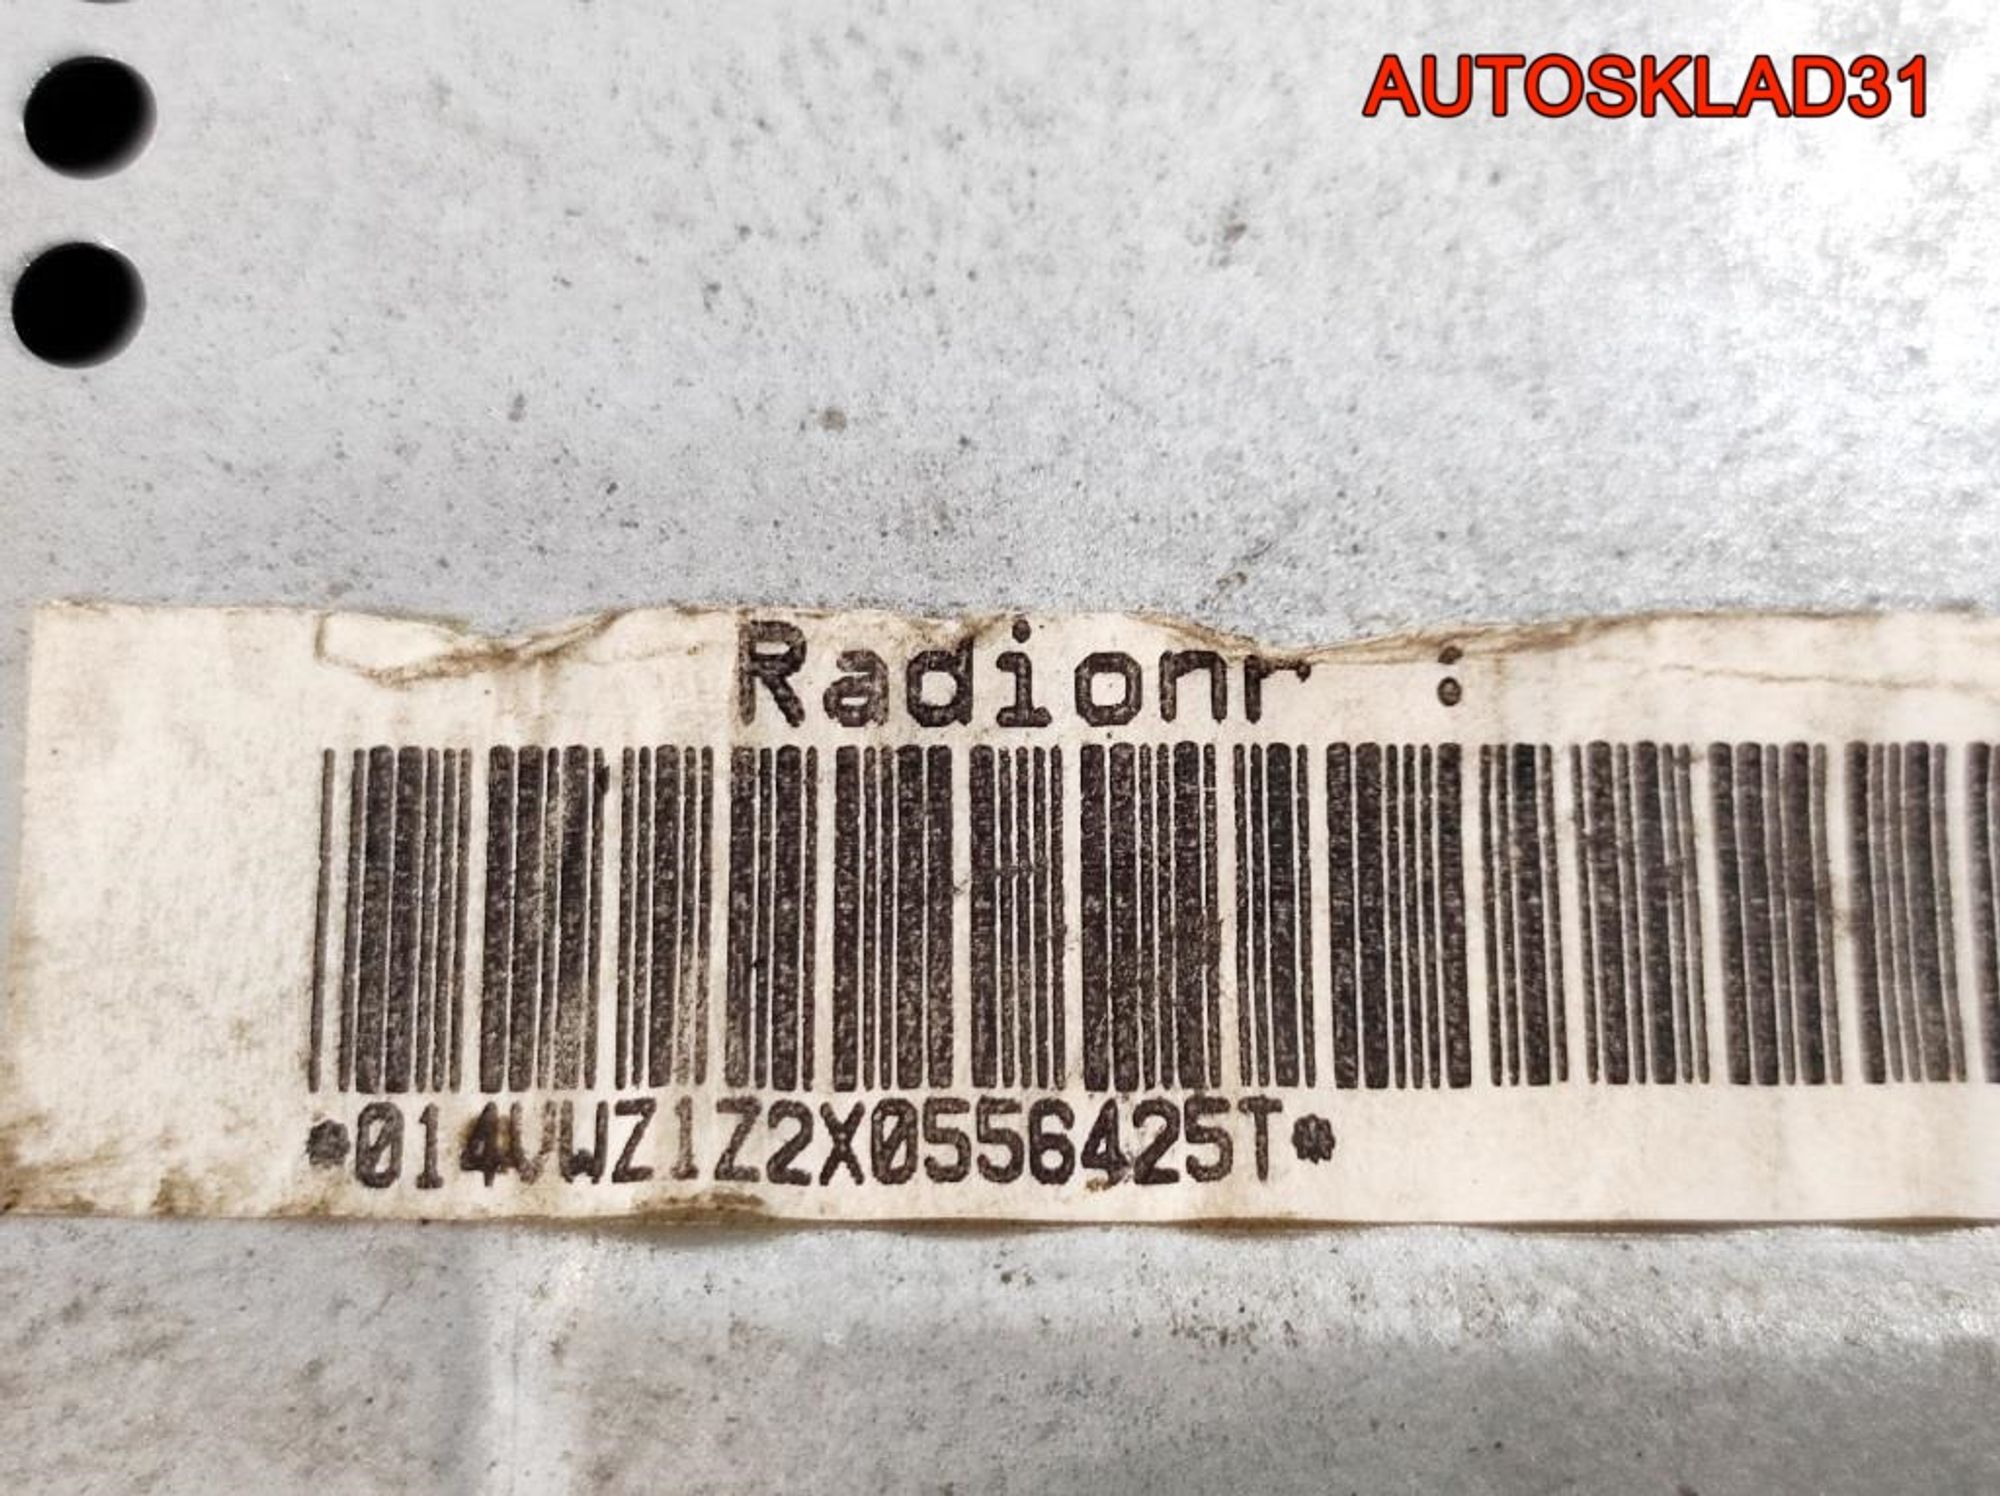 AUTOSKLAD31
Radionr :
*014VWZ1Z2X0556425T*